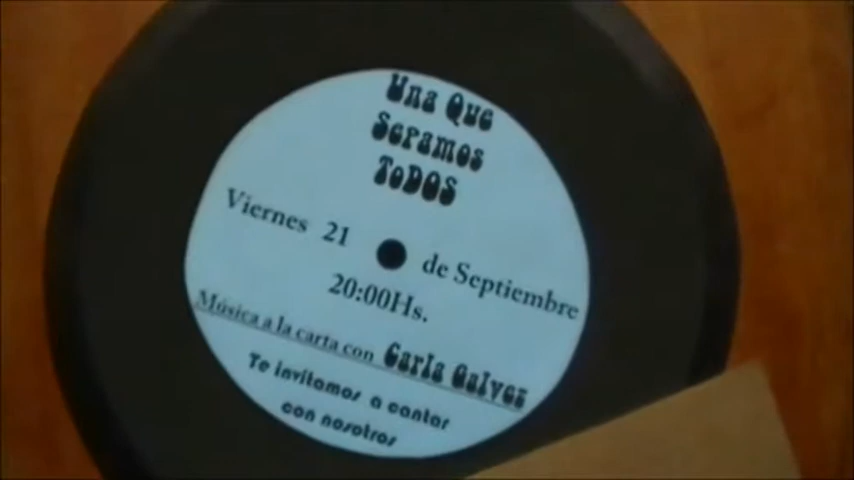 Una Que
Sepamos
ToDOS
Viernes 21 de Septiembre
20:00Hs.
Música a la carta con Carla Galvez
Te invitamos a cantar
con nosotros